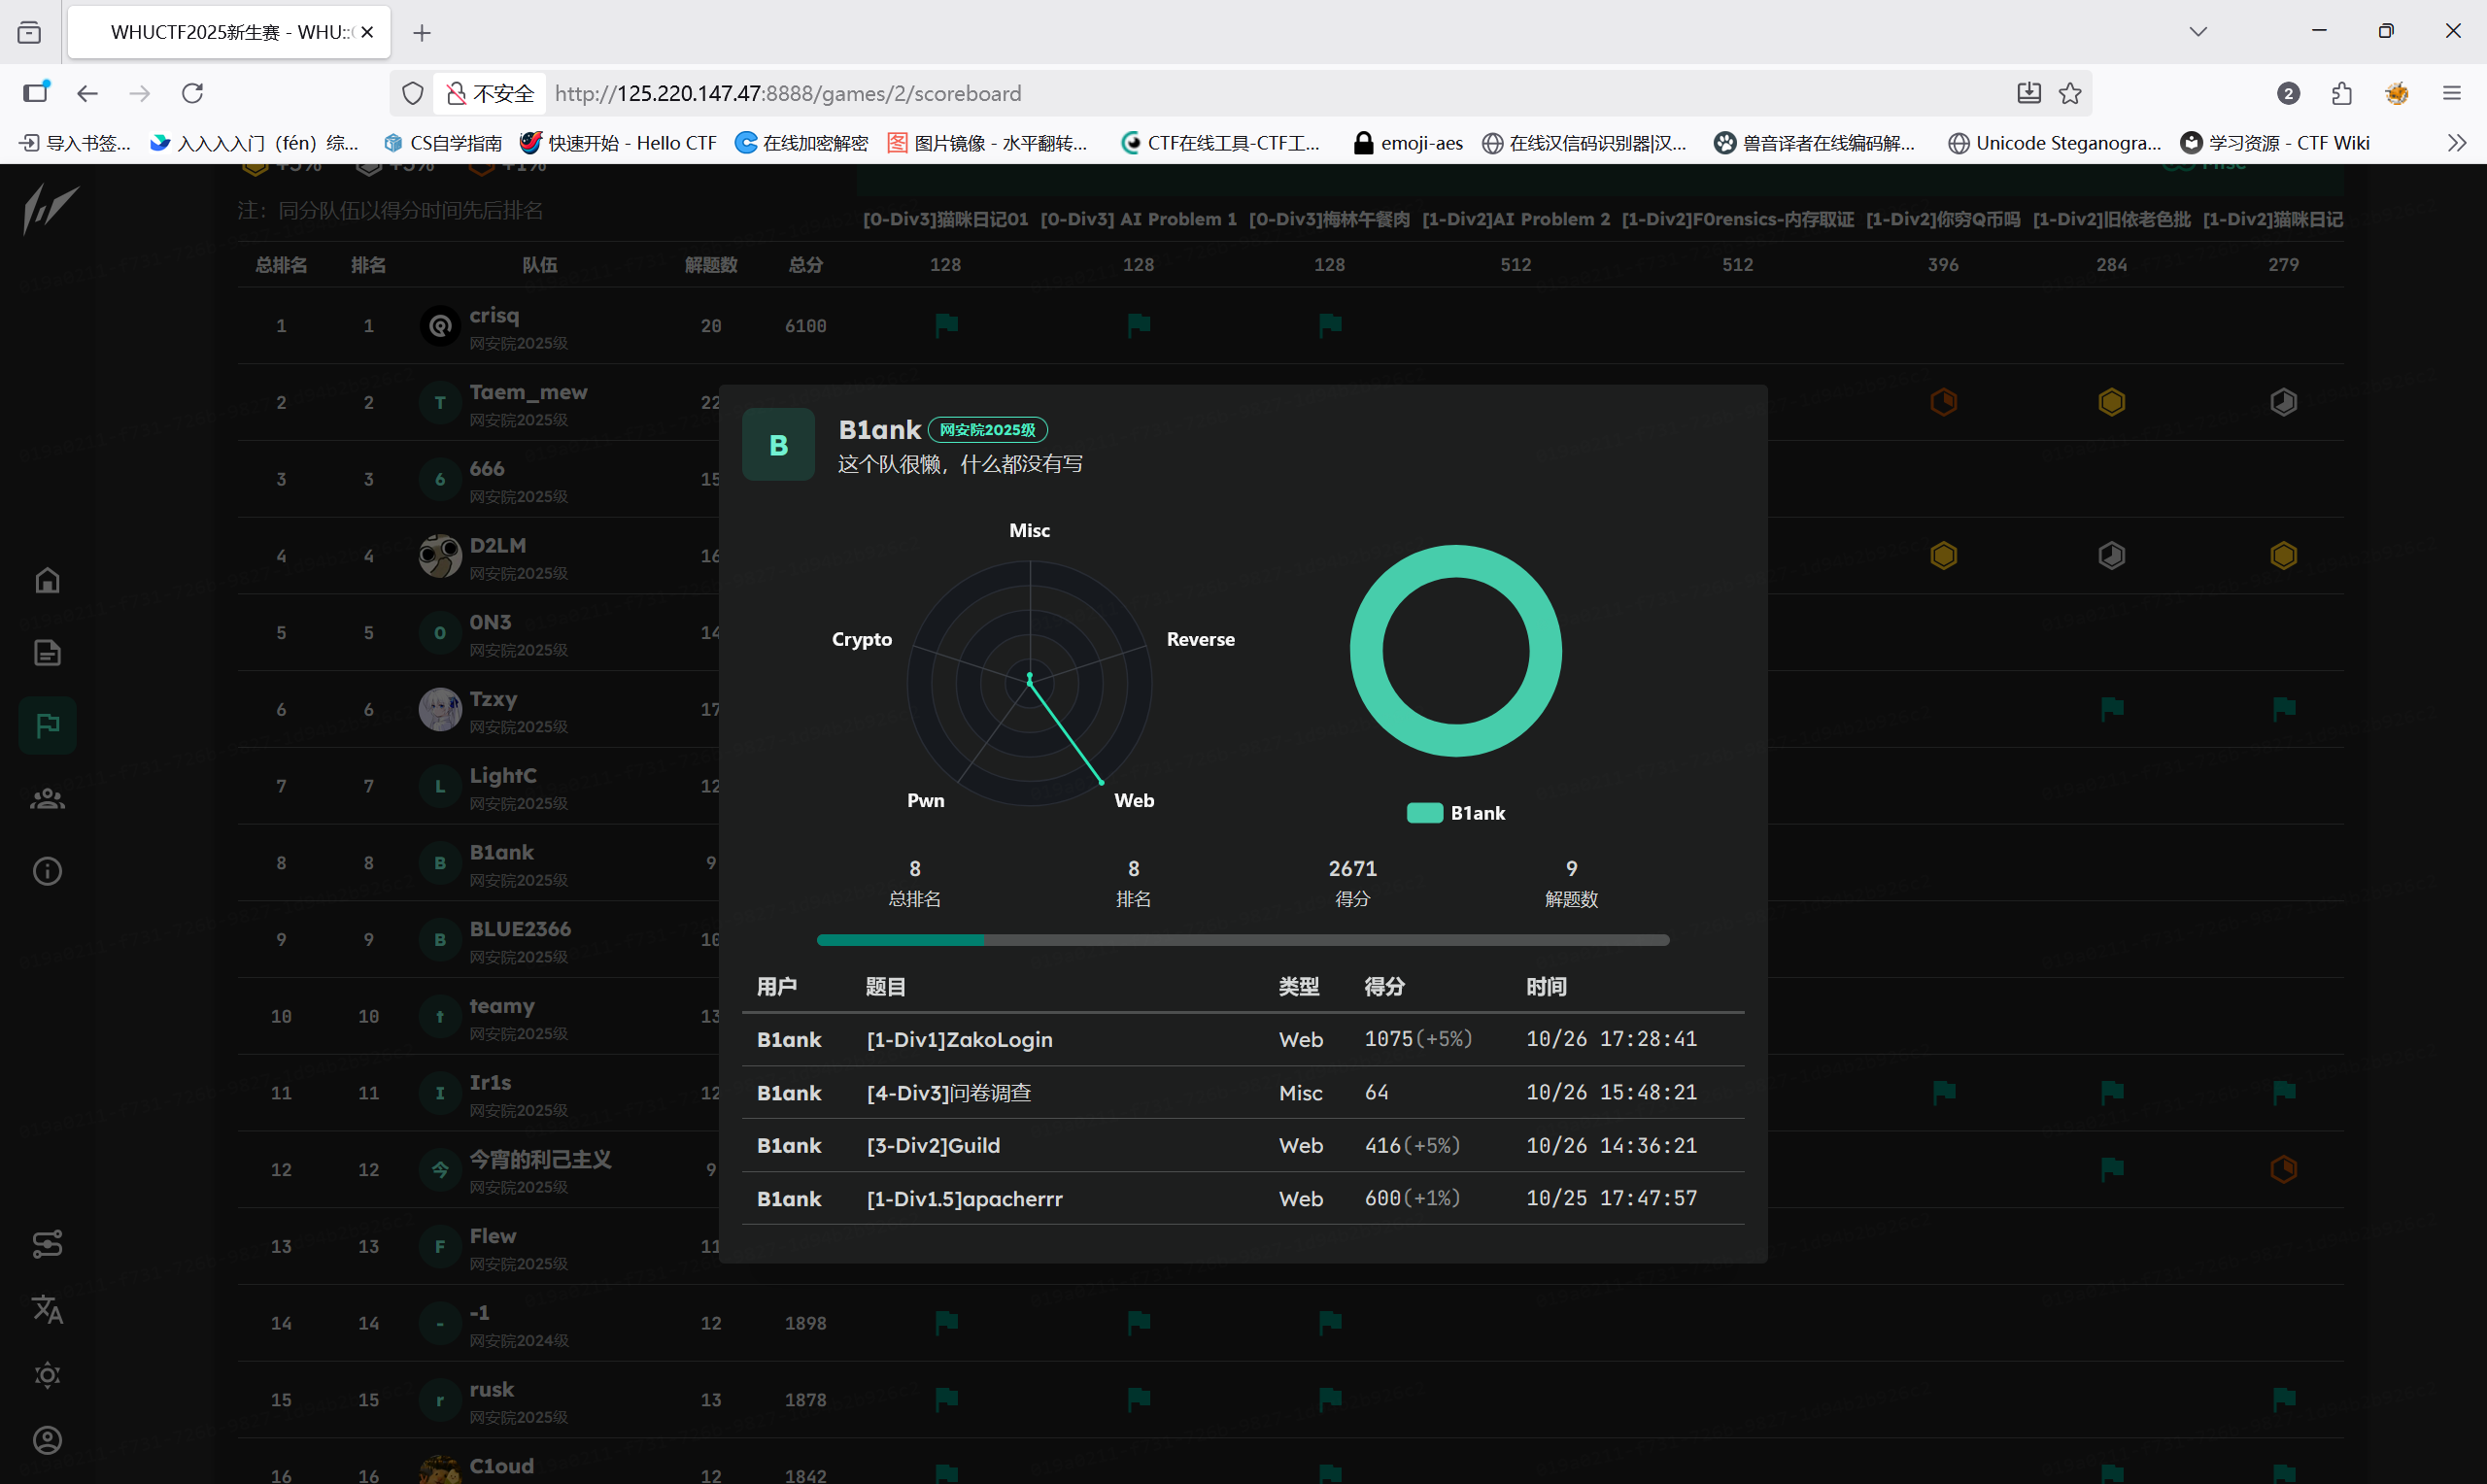 WHUCTF2025新生赛 - WHU::
不安全
http://125.220.147.47:8888/games/2/scoreboard
2
导入书签...
入入入入门（fén）综...
CS自学指南
快速开始 - Hello CTF
在线加密解密
图片镜像 - 水平翻转...
CTF在线工具-CTF工...
emoji-aes
在线汉信码识别器|汉...
兽音译者在线编码解...
Unicode Steganogra...
学习资源 - CTF Wiki
+5% +3% +1%
Misc
注：同分队伍以得分时间先后排名
[0-Div3]猫咪日记01 [0-Div3] AI Problem 1 [0-Div3]梅林午餐肉 [1-Div2]AI Problem 2 [1-Div2]F0rensics-内存取证 [1-Div2]你穷Q币吗 [1-Div2]旧依老色批 [1-Div2]猫咪日记
总排名 排名 队伍 解题数 总分 128 128 128 512 512 396 284 279
1 1 crisq 20 6100
网安院2025级
2 2 T Taem_mew 22
网安院2025级
3 3 6 666 15
网安院2025级
4 4 D2LM 16
网安院2025级
5 5 0 0N3 14
网安院2025级
6 6 Tzxy 17
网安院2025级
7 7 L LightC 12
网安院2025级
8 8 B B1ank 9
网安院2025级
9 9 B BLUE2366 10
网安院2025级
10 10 t teamy 13
网安院2025级
11 11 I Ir1s 12
网安院2025级
12 12 今 今宵的利己主义 9
网安院2025级
13 13 F Flew 11
网安院2025级
14 14 - -1 12 1898
网安院2024级
15 15 r rusk 13 1878
网安院2025级
16 16 C1oud 12 1842
B
B1ank 网安院2025级
这个队很懒，什么都没有写
Misc
Crypto
Reverse
Pwn
Web
B1ank
8 8 2671 9
总排名 排名 得分 解题数
用户 题目 类型 得分 时间
B1ank [1-Div1]ZakoLogin Web 1075(+5%) 10/26 17:28:41
B1ank [4-Div3]问卷调查 Misc 64 10/26 15:48:21
B1ank [3-Div2]Guild Web 416(+5%) 10/26 14:36:21
B1ank [1-Div1.5]apacherrr Web 600(+1%) 10/25 17:47:57